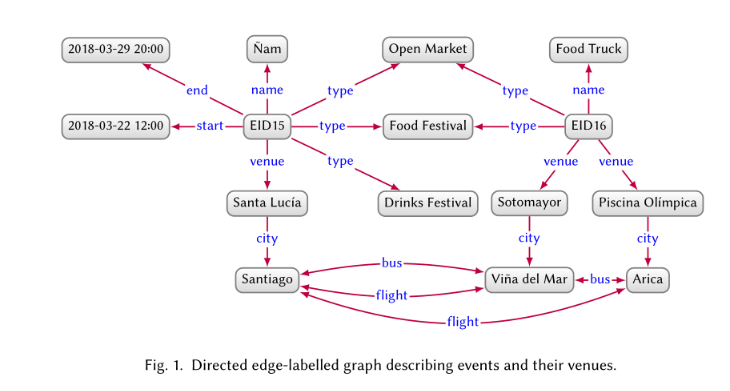 2018-03-29 20:00
Ñam
Open Market
Food Truck
end
name
type
type
name
2018-03-22 12:00
start
EID15
type
Food Festival
type
EID16
venue
type
venue
venue
Santa Lucía
Drinks Festival
Sotomayor
Piscina Olímpica
city
city
city
bus
Santiago
Viña del Mar
bus
Arica
flight
flight
Fig. 1. Directed edge-labelled graph describing events and their venues.